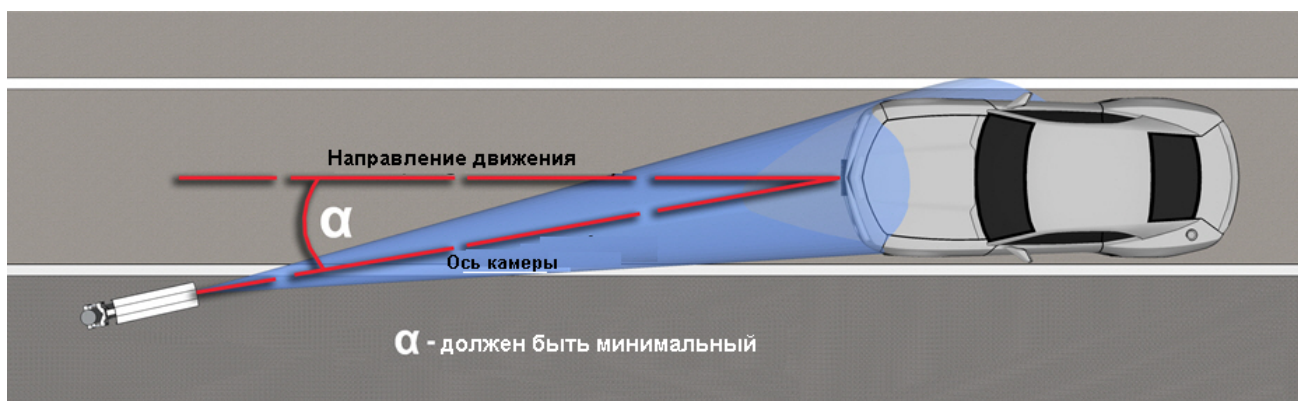 Направление движения
α
Ось камеры
α - должен быть минимальный